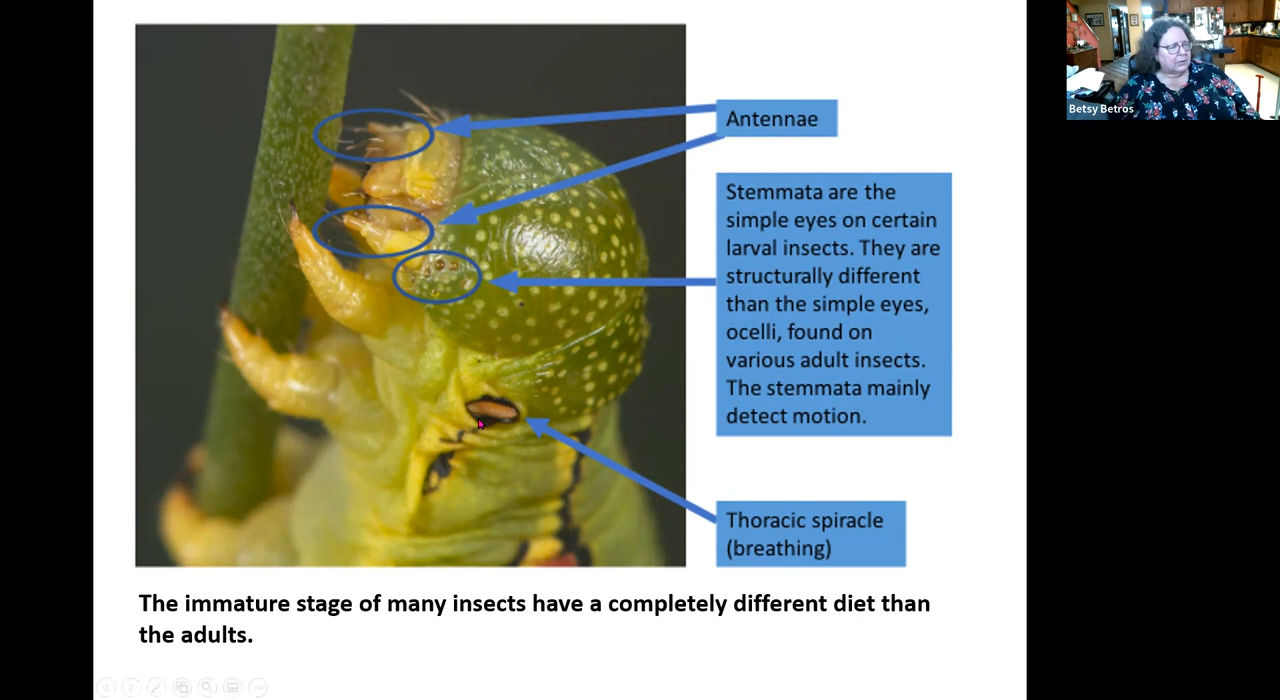 Betsy Betros
Antennae
Stemmata are the
simple eyes on certain
larval insects. They are
structurally different
than the simple eyes,
ocelli, found on
various adult insects.
The stemmata mainly
detect motion.
Thoracic spiracle
(breathing)
The immature stage of many insects have a completely different diet than
the adults.